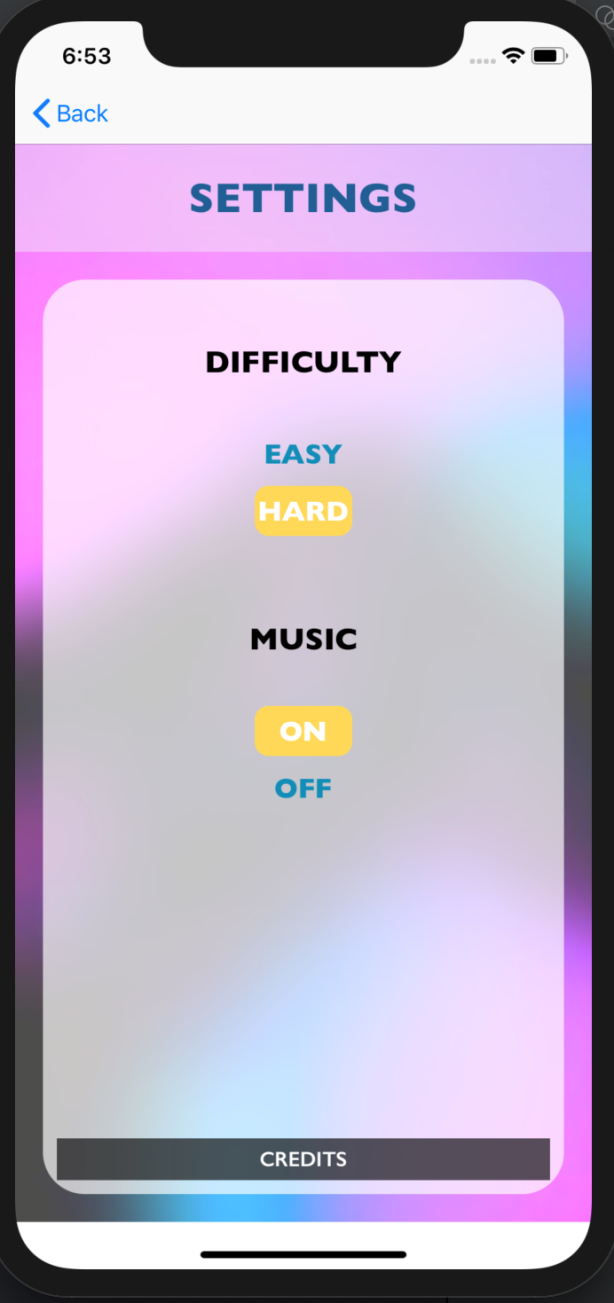 6:53
Back
SETTINGS
DIFFICULTY
EASY
HARD
MUSIC
ON
OFF
CREDITS